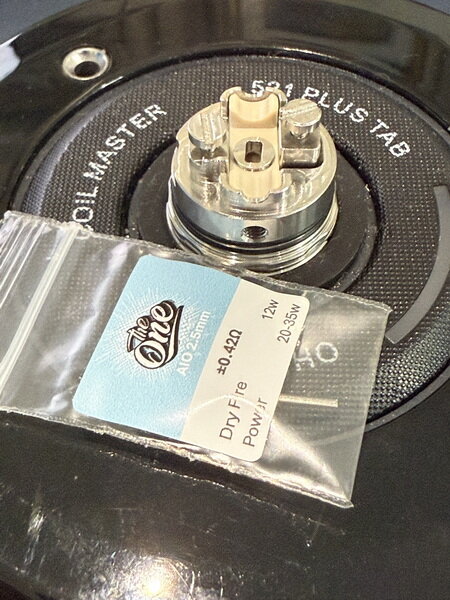 521 PLUS TAB
COIL MASTER
The
One
AIO 2.5mm
±0.42Ω
Dry Fire 12w
Power 20-35w